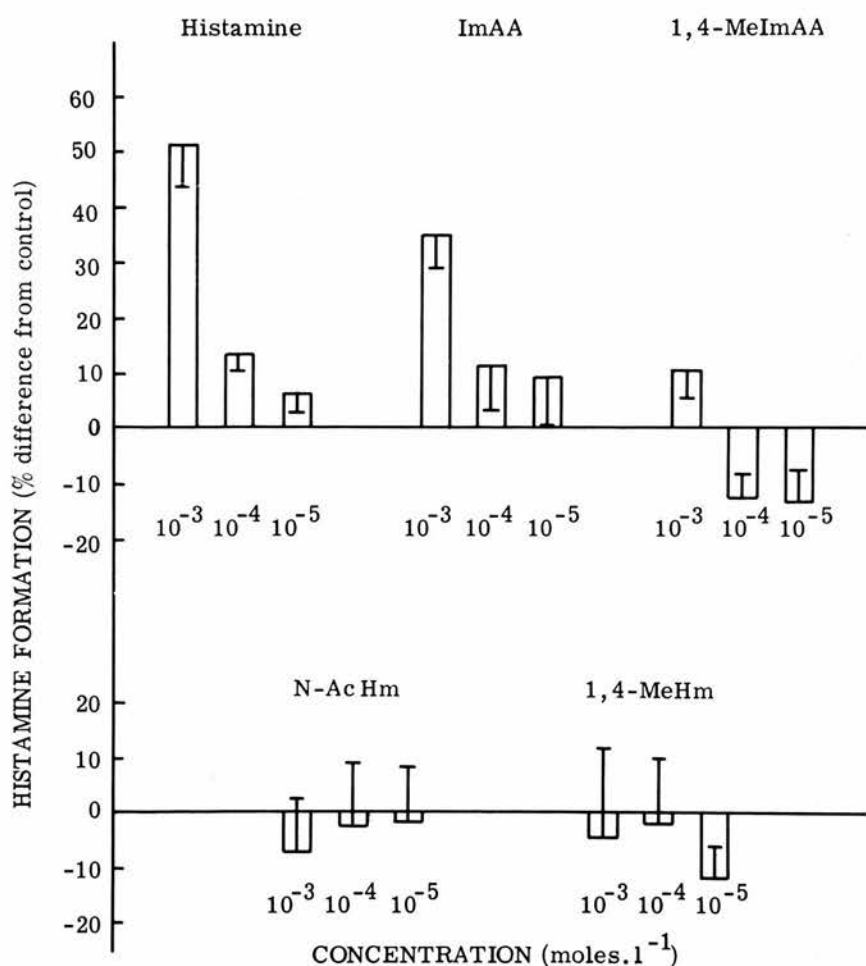 Histamine ImAA 1,4-MeImAA
HISTAMINE FORMATION (% difference from control)
60
50
40
30
20
10
0
-10
-20
10⁻³ 10⁻⁴ 10⁻⁵ 10⁻³ 10⁻⁴ 10⁻⁵ 10⁻³ 10⁻⁴ 10⁻⁵
N-AcHm 1,4-MeHm
20
10
0
-10
-20
10⁻³ 10⁻⁴ 10⁻⁵ 10⁻³ 10⁻⁴ 10⁻⁵
CONCENTRATION (moles.l⁻¹)